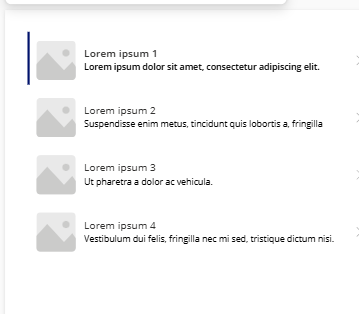 Lorem ipsum 1
Lorem ipsum dolor sit amet, consectetur adipiscing elit.
Lorem ipsum 2
Suspendisse enim metus, tincidunt quis lobortis a, fringilla
Lorem ipsum 3
Ut pharetra a dolor ac vehicula.
Lorem ipsum 4
Vestibulum dui felis, fringilla nec mi sed, tristique dictum nisi.